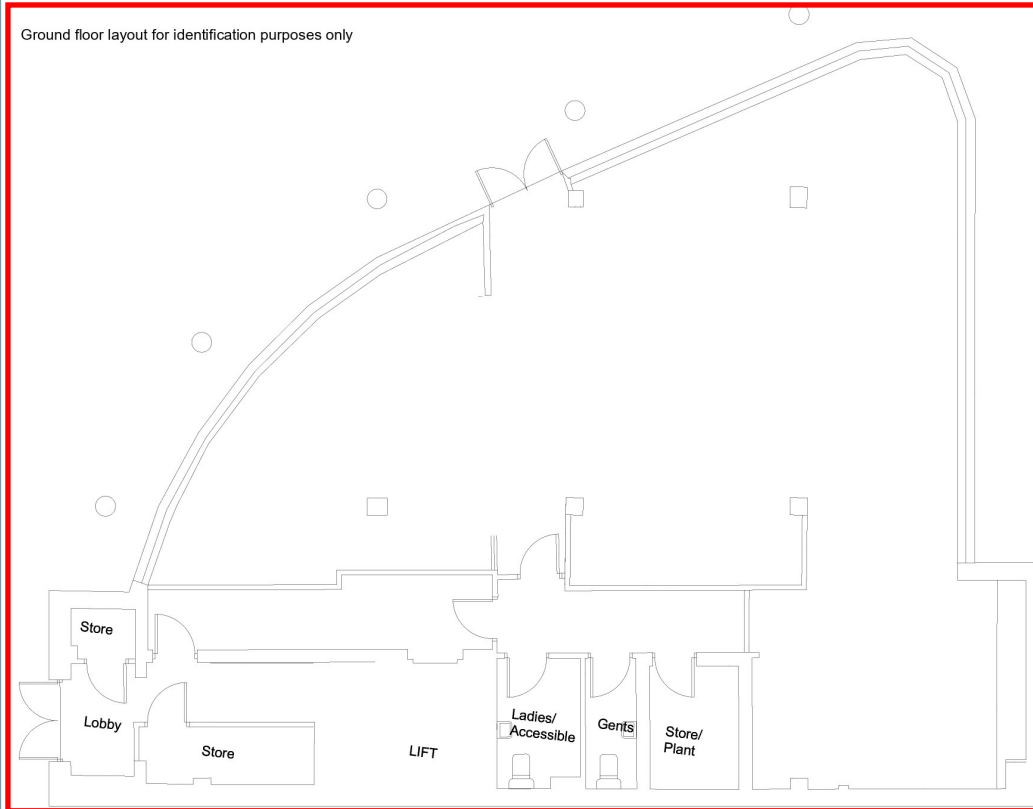 Ground floor layout for identification purposes only
Store
Lobby
Store
LIFT
Ladies/
Accessible
Gents
Store/
Plant